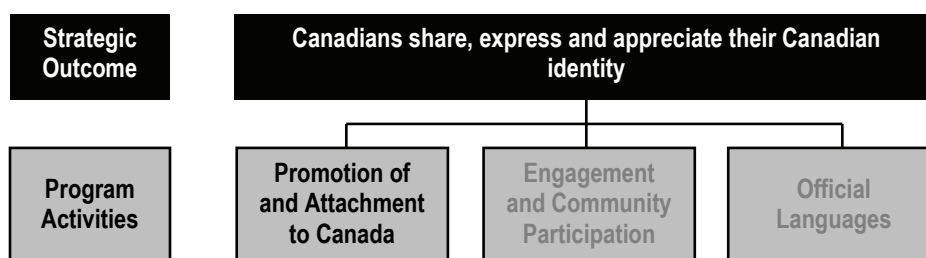 Strategic
Outcome
Canadians share, express and appreciate their Canadian
identity
Program
Activities
Promotion of
and Attachment
to Canada
Engagement
and Community
Participation
Official
Languages